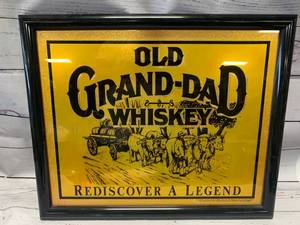 OLD
GRAND-DAD
WHISKEY
REDISCOVER A LEGEND